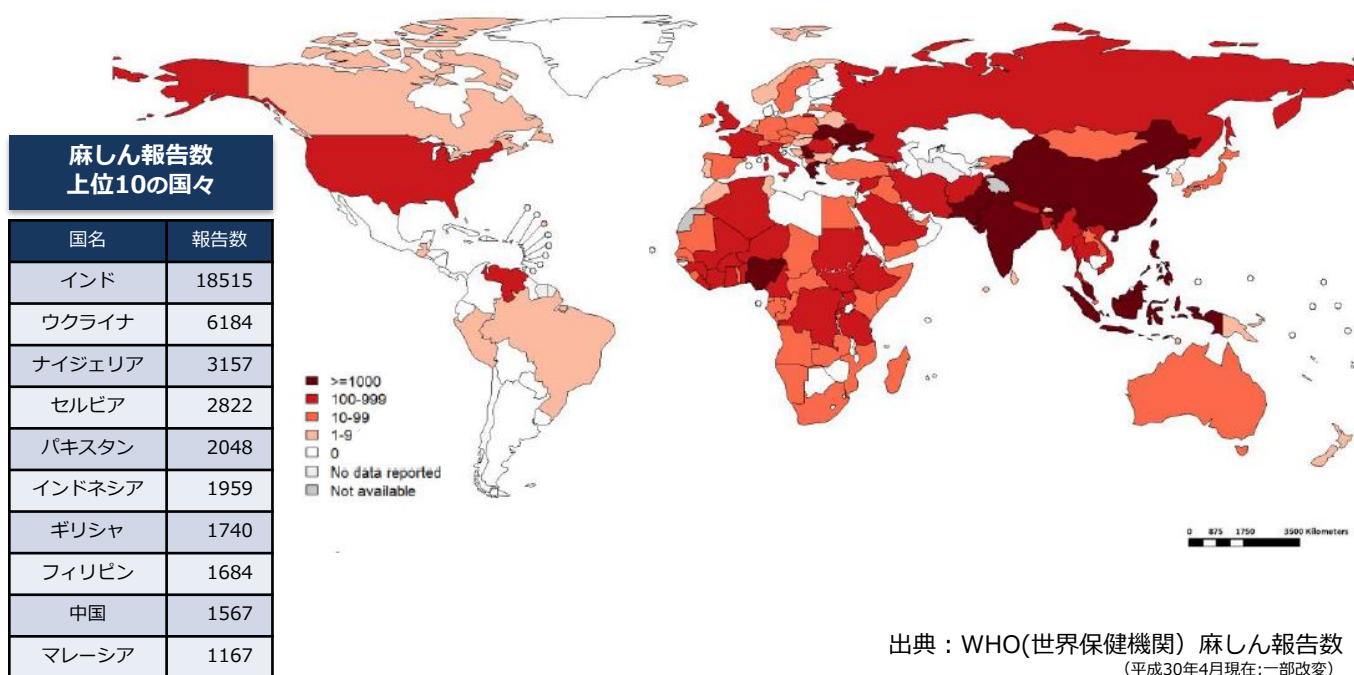 麻しん報告数
上位10の国々
国名 報告数
インド 18515
ウクライナ 6184
ナイジェリア 3157
セルビア 2822
パキスタン 2048
インドネシア 1959
ギリシャ 1740
フィリピン 1684
中国 1567
マレーシア 1167
>=1000
100-999
10-99
1-9
0
No data reported
Not available
0 875 1750 3500 Kilometers
出典：WHO(世界保健機関）麻しん報告数
（平成30年4月現在;一部改変）